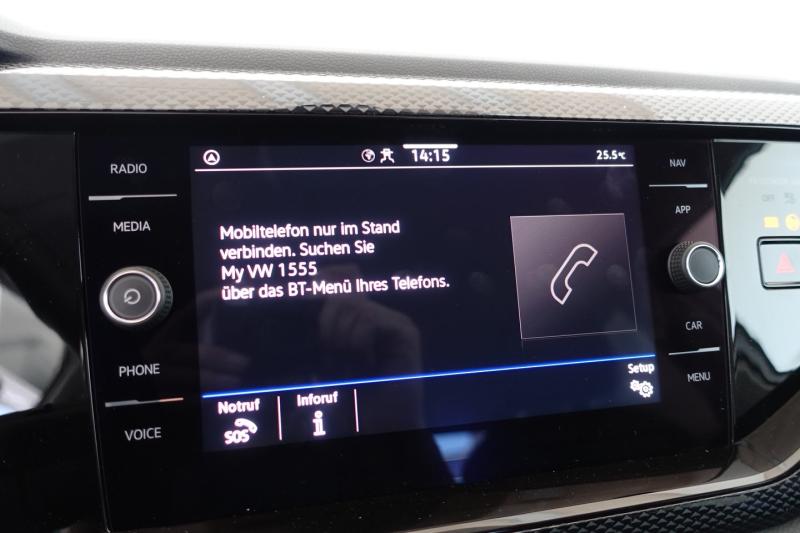 RADIO
MEDIA
PHONE
VOICE
14:15
25.5°C
Mobiltelefon nur im Stand
verbinden. Suchen Sie
My VW 1555
über das BT-Menü Ihres Telefons.
Notruf
SOS
Inforuf
Setup
NAV
APP
CAR
MENU
OFF